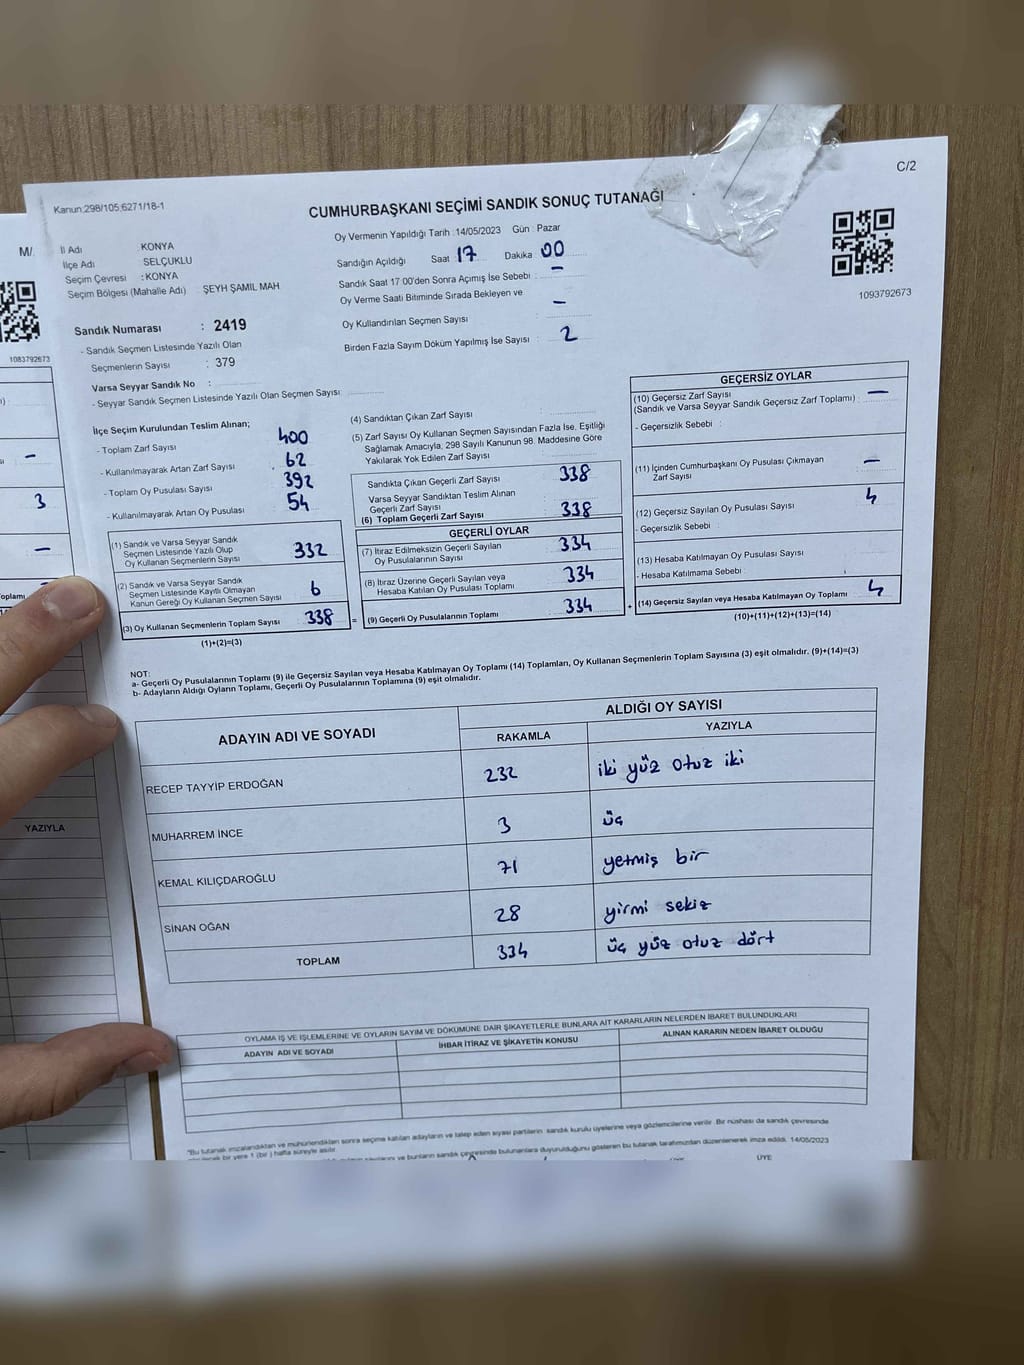 C/2
Kanun:298/105;6271/18-1
CUMHURBAŞKANI SEÇİMİ SANDIK SONUÇ TUTANAĞI
M/
İl Adı : KONYA
İlçe Adı SELÇUKLU
Seçim Çevresi : KONYA
Seçim Bölgesi (Mahalle Adı) ŞEYH ŞAMİL MAH
Sandık Numarası : 2419
- Sandık Seçmen Listesinde Yazılı Olan
Seçmenlerin Sayısı : 379
Varsa Seyyar Sandık No :
- Seyyar Sandık Seçmen Listesinde Yazılı Olan Seçmen Sayısı:
Oy Vermenin Yapıldığı Tarih :14/05/2023 Gün : Pazar
Sandığın Açıldığı Saat 17 Dakika 00
Sandık Saat 17 00'den Sonra Açımış İse Sebebi : -
Oy Verme Saati Bitiminde Sırada Bekleyen ve
Oy Kullandırılan Seçmen Sayısı : -
Birden Fazla Sayım Döküm Yapılmış İse Sayısı : 2
1093792673
1083792673
İlçe Seçim Kurulundan Teslim Alınan;
- Toplam Zarf Sayısı 400
- Kullanılmayarak Artan Zarf Sayısı : 62
- Toplam Oy Pusulası Sayısı 392
- Kullanılmayarak Artan Oy Pusulası 54
(1) Sandık ve Varsa Seyyar Sandık
Seçmen Listesinde Yazılı Olup
Oy Kullanan Seçmenlerin Sayısı 332
(2) Sandık ve Varsa Seyyar Sandık
Seçmen Listesinde Kayıtlı Olmayan
Kanun Gereği Oy Kullanan Seçmen Sayısı 6
(3) Oy Kullanan Seçmenlerin Toplam Sayısı 338
(1)+(2)=(3)
(4) Sandıktan Çıkan Zarf Sayısı :
(5) Zarf Sayısı Oy Kullanan Seçmen Sayısından Fazla İse, Eşitliği
Sağlamak Amacıyla, 298 Sayılı Kanunun 98. Maddesine Göre
Yakılarak Yok Edilen Zarf Sayısı :
Sandıkta Çıkan Geçerli Zarf Sayısı 338
Varsa Seyyar Sandıktan Teslim Alınan
Geçerli Zarf Sayısı
(6) Toplam Geçerli Zarf Sayısı 338
GEÇERLİ OYLAR
(7) İtiraz Edilmeksizin Geçerli Sayılan
Oy Pusulalarının Sayısı 334
(8) İtiraz Üzerine Geçerli Sayılan veya
Hesaba Katılan Oy Pusulası Toplamı 334
= (9) Geçerli Oy Pusulalarının Toplamı 334
GEÇERSİZ OYLAR
(10) Geçersiz Zarf Sayısı : -
(Sandık ve Varsa Seyyar Sandık Geçersiz Zarf Toplamı)
- Geçersizlik Sebebi :
(11) İçinden Cumhurbaşkanı Oy Pusulası Çıkmayan
Zarf Sayısı -
(12) Geçersiz Sayılan Oy Pusulası Sayısı : 4
- Geçersizlik Sebebi :
(13) Hesaba Katılmayan Oy Pusulası Sayısı :
- Hesaba Katılmama Sebebi :
+ (14) Geçersiz Sayılan veya Hesaba Katılmayan Oy Toplamı 4
(10)+(11)+(12)+(13)=(14)
- 
3
-
NOT:
a- Geçerli Oy Pusulalarının Toplamı (9) ile Geçersiz Sayılan veya Hesaba Katılmayan Oy Toplamı (14) Toplamları, Oy Kullanan Seçmenlerin Toplam Sayısına (3) eşit olmalıdır. (9)+(14)=(3)
b- Adayların Aldığı Oyların Toplamı, Geçerli Oy Pusulalarının Toplamına (9) eşit olmalıdır.
ADAYIN ADI VE SOYADI
ALDIĞI OY SAYISI
RAKAMLA YAZIYLA
RECEP TAYYİP ERDOĞAN 232 iki yüz otuz iki
MUHARREM İNCE 3 üç
KEMAL KILIÇDAROĞLU 71 yetmiş bir
SİNAN OĞAN 28 yirmi sekiz
TOPLAM 334 üç yüz otuz dört
YAZIYLA
OYLAMA İŞ VE İŞLEMLERİNE VE OYLARIN SAYIM VE DÖKÜMÜNE DAİR ŞİKAYETLERLE BUNLARA AİT KARARLARIN NELERDEN İBARET BULUNDUKLARI
ADAYIN ADI VE SOYADI İHBAR İTİRAZ VE ŞİKAYETİN KONUSU ALINAN KARARIN NEDEN İBARET OLDUĞU
*Bu tutanak imzalandıktan ve mühürlendikten sonra seçime katılan adayların ve talep eden siyasi partilerin sandık kurulu üyelerine veya gözlemcilerine verilir. Bir nüshası da sandık çevresinde
bir yere 1 (bir) hafta süreyle asılır.
ve bunların sandık çevresinde bulunanlara duyurulduğunu gösteren bu tutanak tarafımızdan düzenlenerek imza edildi. 14/05/2023
ÜYE